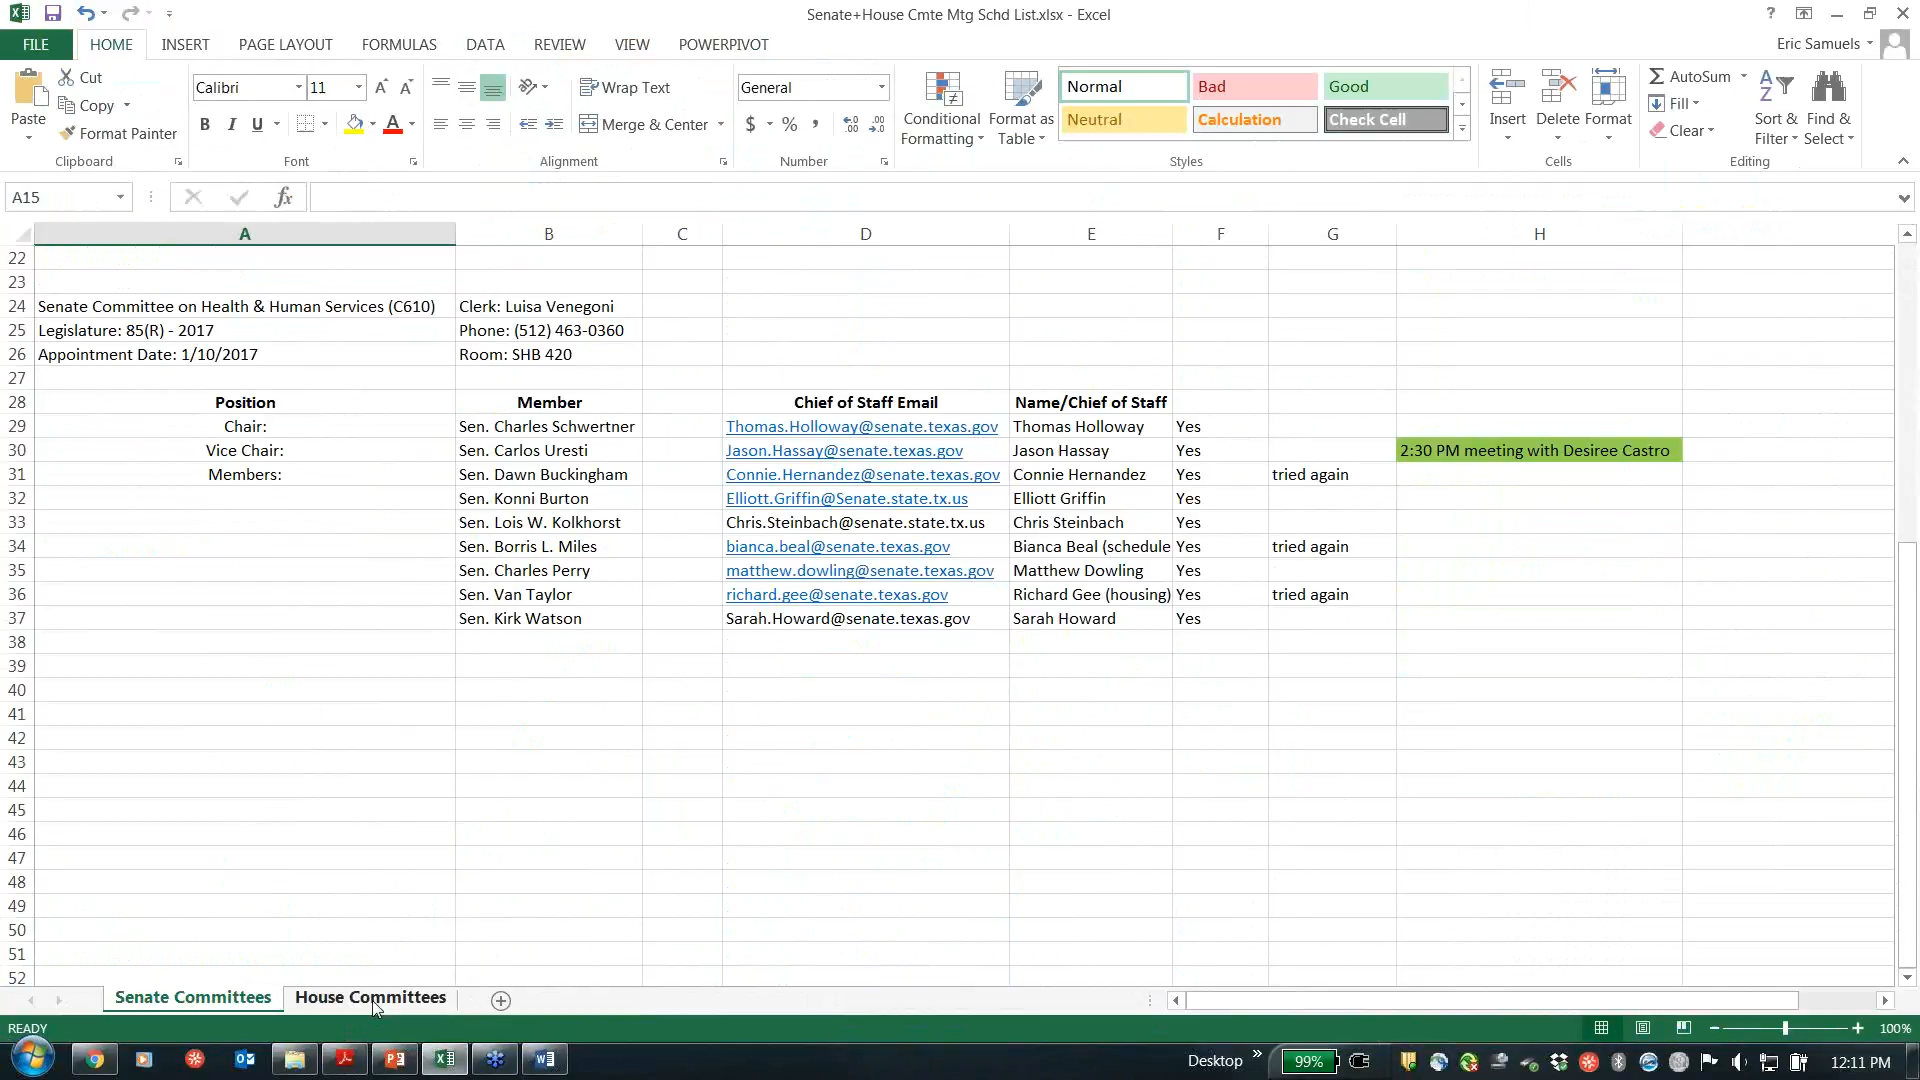 Senate+House Cmte Mtg Schd List.xlsx - Excel
FILE HOME INSERT PAGE LAYOUT FORMULAS DATA REVIEW VIEW POWERPIVOT Eric Samuels
Paste
Cut
Copy
Format Painter
Clipboard
Calibri 11
B I U
Font
Wrap Text
Merge & Center
Alignment
General
$ % ,
Number
Conditional Formatting
Format as Table
Normal Bad Good
Neutral Calculation Check Cell
Styles
Insert Delete Format
Cells
AutoSum
Fill
Clear
Sort & Filter
Find & Select
Editing
A15 fx
A B C D E F G H
22
23
24 Senate Committee on Health & Human Services (C610) Clerk: Luisa Venegoni
25 Legislature: 85(R) - 2017 Phone: (512) 463-0360
26 Appointment Date: 1/10/2017 Room: SHB 420
27
28 Position Member Chief of Staff Email Name/Chief of Staff
29 Chair: Sen. Charles Schwertner Thomas.Holloway@senate.texas.gov Thomas Holloway Yes
30 Vice Chair: Sen. Carlos Uresti Jason.Hassay@senate.texas.gov Jason Hassay Yes 2:30 PM meeting with Desiree Castro
31 Members: Sen. Dawn Buckingham Connie.Hernandez@senate.texas.gov Connie Hernandez Yes tried again
32 Sen. Konni Burton Elliott.Griffin@Senate.state.tx.us Elliott Griffin Yes
33 Sen. Lois W. Kolkhorst Chris.Steinbach@senate.state.tx.us Chris Steinbach Yes
34 Sen. Borris L. Miles bianca.beal@senate.texas.gov Bianca Beal (schedule Yes tried again
35 Sen. Charles Perry matthew.dowling@senate.texas.gov Matthew Dowling Yes
36 Sen. Van Taylor richard.gee@senate.texas.gov Richard Gee (housing) Yes tried again
37 Sen. Kirk Watson Sarah.Howard@senate.texas.gov Sarah Howard Yes
38
39
40
41
42
43
44
45
46
47
48
49
50
51
52
Senate Committees House Committees
READY 100%
Desktop 99% 12:11 PM